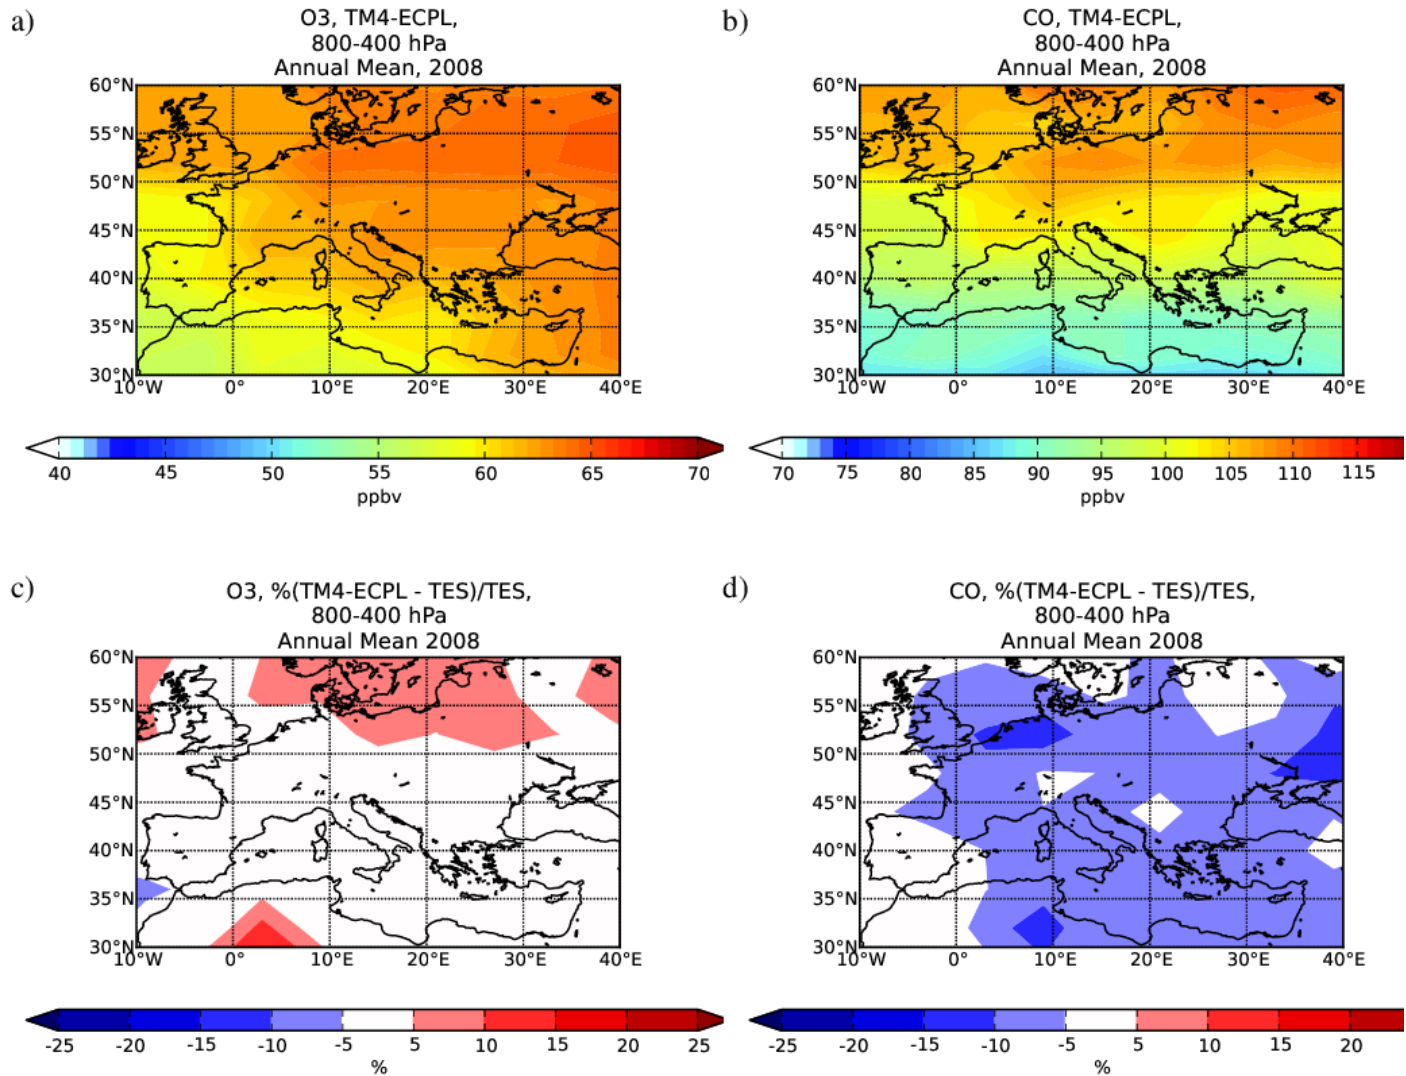 a)
O3, TM4-ECPL,
800-400 hPa
Annual Mean, 2008
60°N
55°N
50°N
45°N
40°N
35°N
30°N
10°W 0° 10°E 20°E 30°E 40°E
40 45 50 55 60 65 70
ppbv
b)
CO, TM4-ECPL,
800-400 hPa
Annual Mean, 2008
60°N
55°N
50°N
45°N
40°N
35°N
30°N
10°W 0° 10°E 20°E 30°E 40°E
70 75 80 85 90 95 100 105 110 115
ppbv
c)
O3, %(TM4-ECPL - TES)/TES,
800-400 hPa
Annual Mean 2008
60°N
55°N
50°N
45°N
40°N
35°N
30°N
10°W 0° 10°E 20°E 30°E 40°E
-25 -20 -15 -10 -5 5 10 15 20 25
%
d)
CO, %(TM4-ECPL - TES)/TES,
800-400 hPa
Annual Mean 2008
60°N
55°N
50°N
45°N
40°N
35°N
30°N
10°W 0° 10°E 20°E 30°E 40°E
-25 -20 -15 -10 -5 5 10 15 20
%